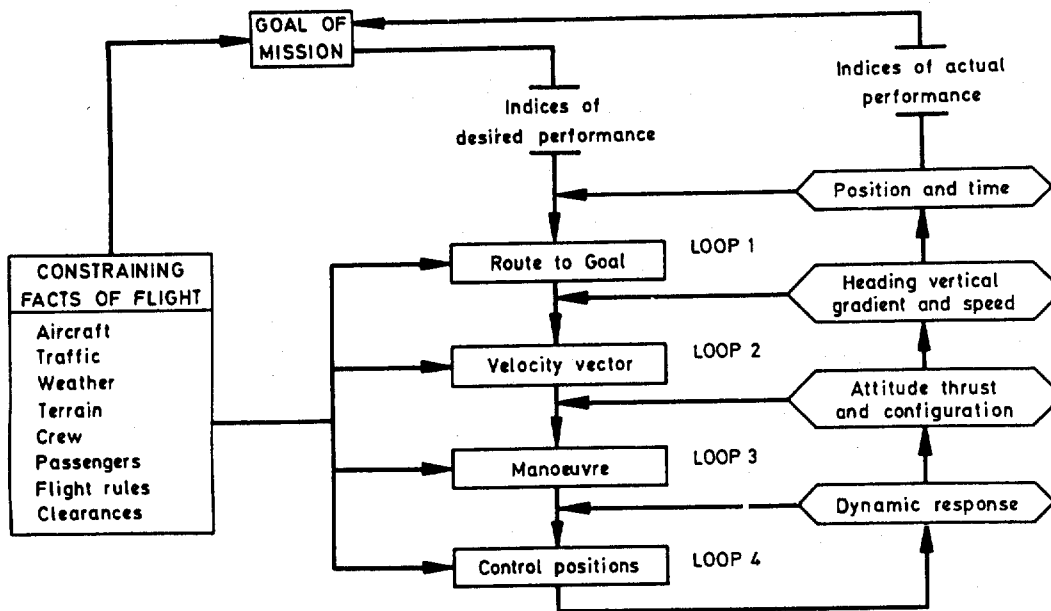 GOAL OF
MISSION
Indices of
desired performance
Indices of actual
performance
Position and time
Route to Goal
LOOP 1
Heading vertical
gradient and speed
CONSTRAINING
FACTS OF FLIGHT
Aircraft
Traffic
Weather
Terrain
Crew
Passengers
Flight rules
Clearances
Velocity vector
LOOP 2
Attitude thrust
and configuration
Manoeuvre
LOOP 3
Dynamic response
Control positions
LOOP 4